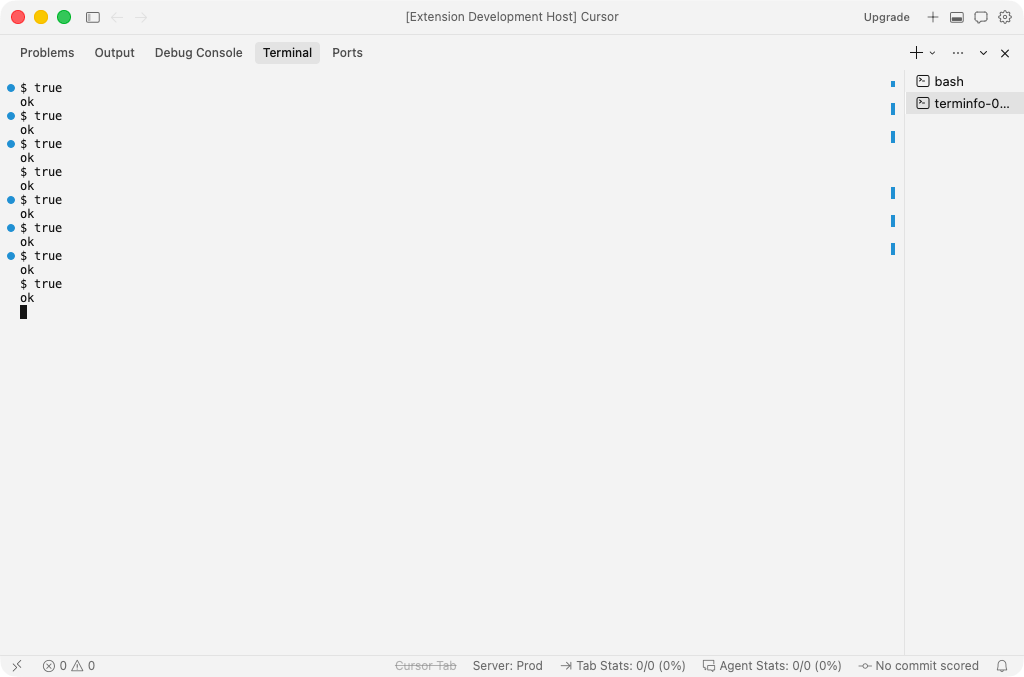 [Extension Development Host] Cursor
Upgrade
Problems Output Debug Console Terminal Ports
$ true
ok
$ true
ok
$ true
ok
$ true
ok
$ true
ok
$ true
ok
$ true
ok
$ true
ok
bash
terminfo-0...
0 0 Cursor Tab Server: Prod Tab Stats: 0/0 (0%) Agent Stats: 0/0 (0%) No commit scored